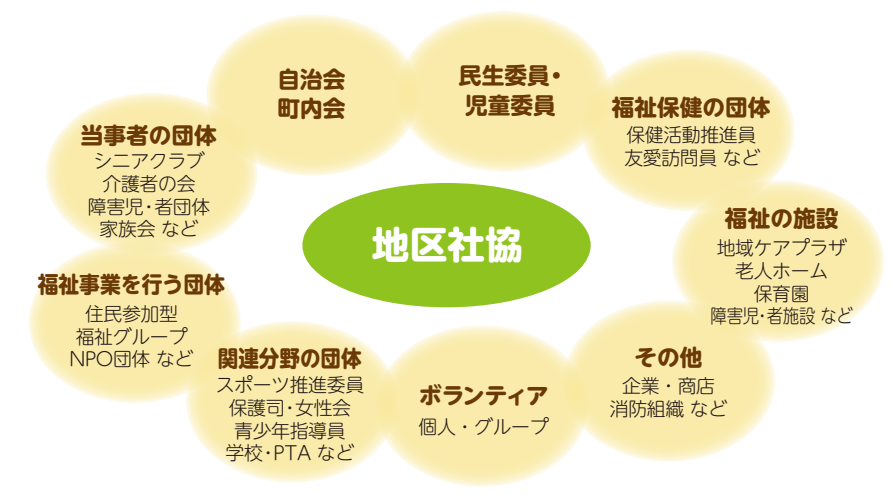 自治会
町内会
民生委員・
児童委員
福祉保健の団体
保健活動推進員
友愛訪問員 など
福祉の施設
地域ケアプラザ
老人ホーム
保育園
障害児・者施設 など
その他
企業・商店
消防組織 など
ボランティア
個人・グループ
関連分野の団体
スポーツ推進委員
保護司・女性会
青少年指導員
学校・PTA など
福祉事業を行う団体
住民参加型
福祉グループ
NPO団体 など
当事者の団体
シニアクラブ
介護者の会
障害児・者団体
家族会 など
地区社協